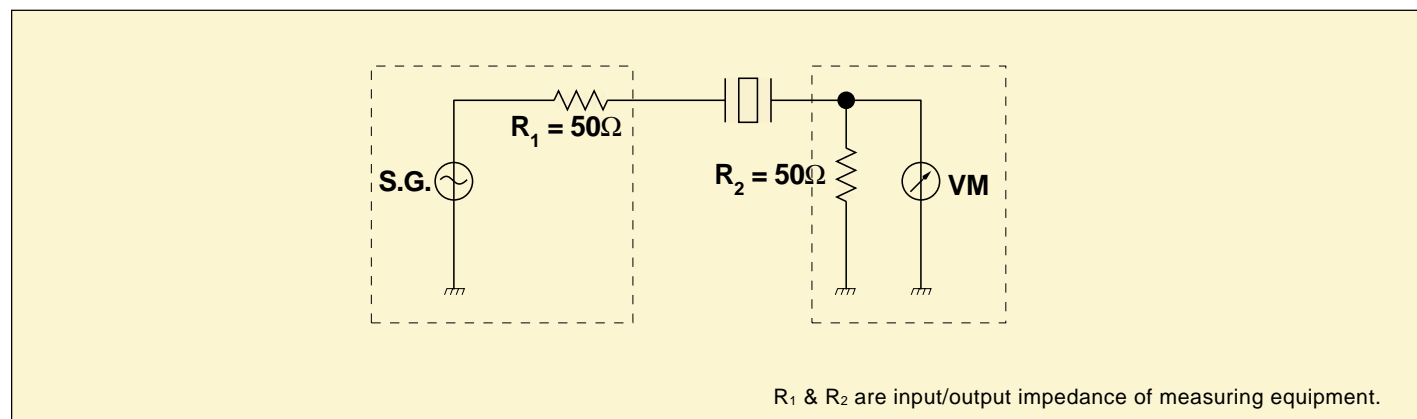 R₁ = 50Ω
S.G.
R₂ = 50Ω
VM
R₁ & R₂ are input/output impedance of measuring equipment.